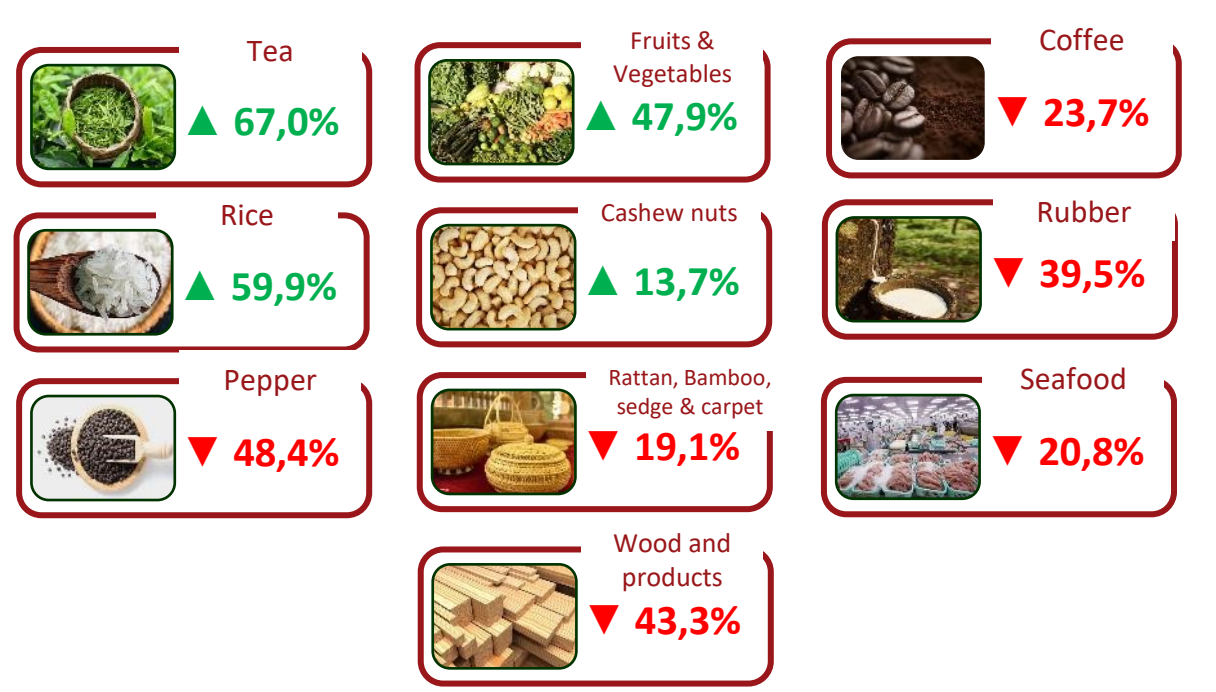 Tea
▲ 67,0%
Fruits &
Vegetables
▲ 47,9%
Coffee
▼ 23,7%
Rice
▲ 59,9%
Cashew nuts
▲ 13,7%
Rubber
▼ 39,5%
Pepper
▼ 48,4%
Rattan, Bamboo,
sedge & carpet
▼ 19,1%
Seafood
▼ 20,8%
Wood and
products
▼ 43,3%